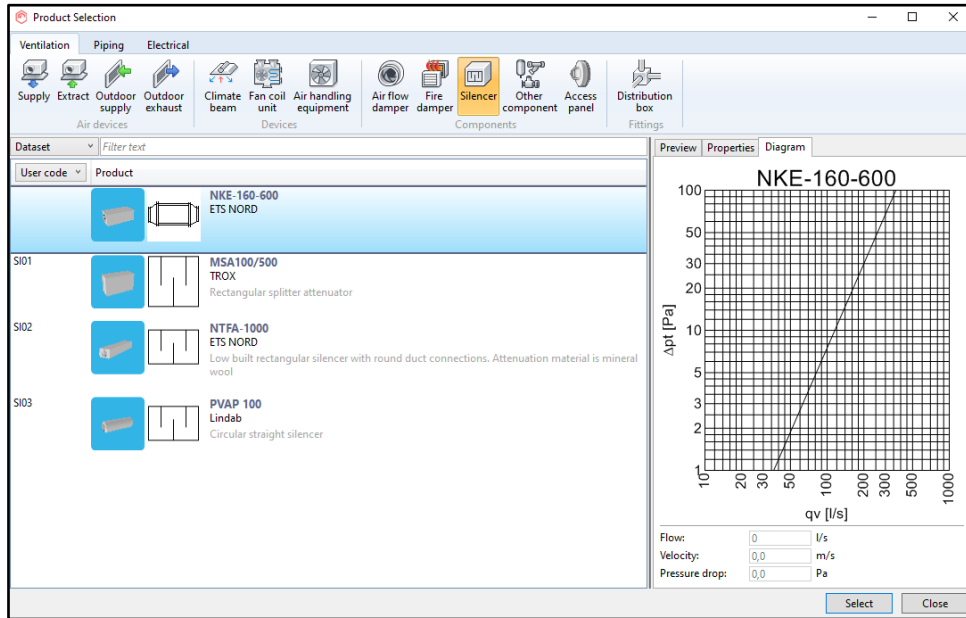 Product Selection
Ventilation Piping Electrical
Supply Extract Outdoor supply Outdoor exhaust Climate beam Fan coil unit Air handling equipment Air flow damper Fire damper Silencer Other component Access panel Distribution box
Air devices Devices Components Fittings
Dataset Filter text
User code Product
NKE-160-600
ETS NORD
SI01 MSA100/500
TROX
Rectangular splitter attenuator
SI02 NTFA-1000
ETS NORD
Low built rectangular silencer with round duct connections. Attenuation material is mineral
wool
SI03 PVAP 100
Lindab
Circular straight silencer
Preview Properties Diagram
NKE-160-600
100
50
30
20
10
5
3
2
1
Δpt [Pa]
10 20 30 50 100 200 300 500 1000
qv [l/s]
Flow: 0 l/s
Velocity: 0,0 m/s
Pressure drop: 0,0 Pa
Select Close